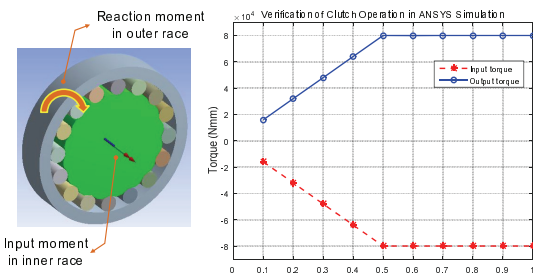 Reaction moment
in outer race
Input moment
in inner race
Verification of Clutch Operation in ANSYS Simulation
× 10⁴
Torque (Nmm)
8
6
4
2
0
-2
-4
-6
-8
Input torque
Output torque
0 0.1 0.2 0.3 0.4 0.5 0.6 0.7 0.8 0.9 1